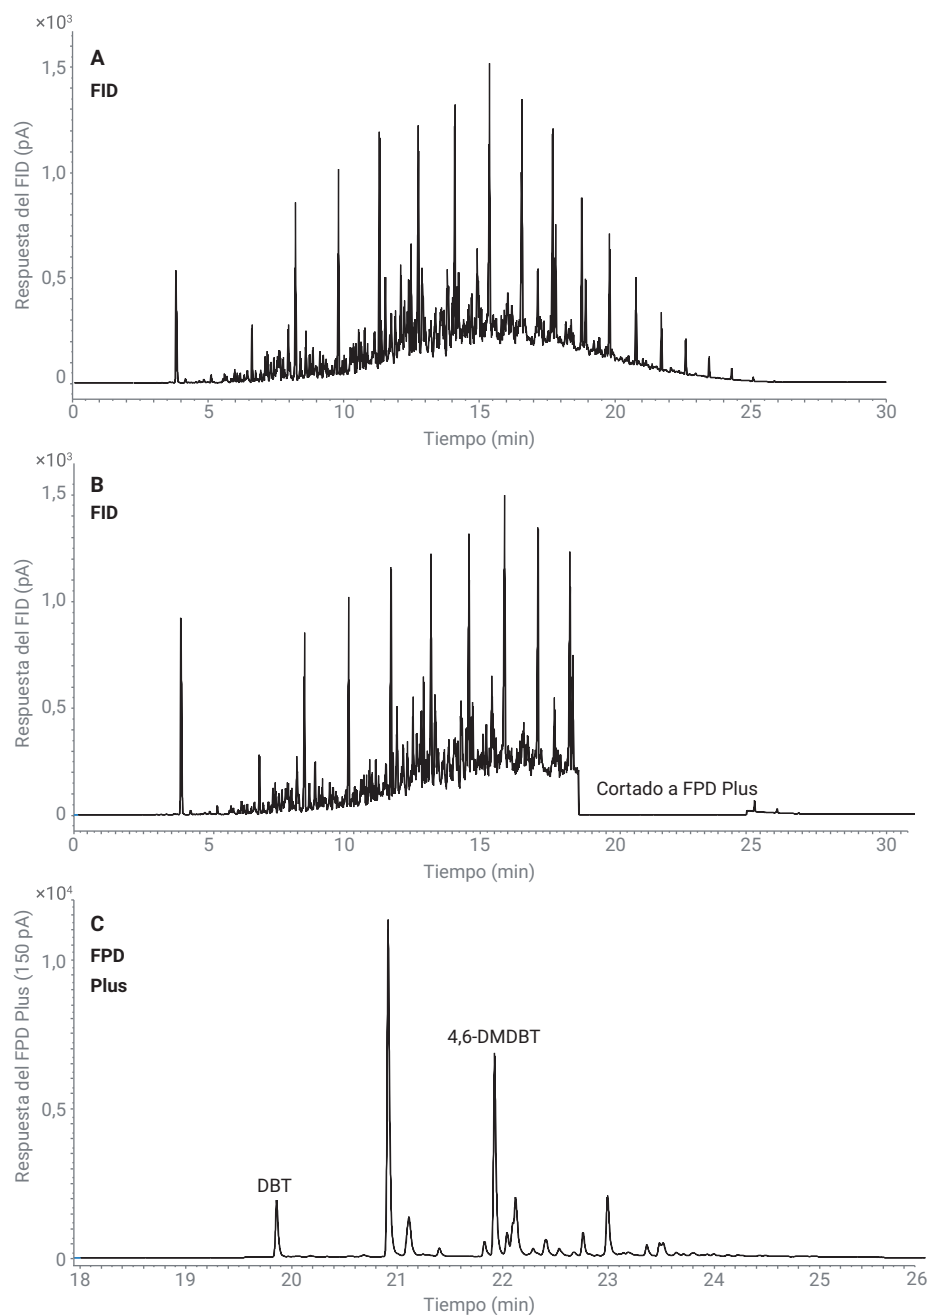 ×10³
A
FID
1,5
1,0
0,5
0
Respuesta del FID (pA)
0 5 10 15 20 25 30
Tiempo (min)
×10³
B
FID
1,5
1,0
0,5
0
Respuesta del FID (pA)
Cortado a FPD Plus
0 5 10 15 20 25 30
Tiempo (min)
×10⁴
C
FPD
Plus
1,0
0,5
0
Respuesta del FPD Plus (150 pA)
4,6-DMDBT
DBT
18 19 20 21 22 23 24 25 26
Tiempo (min)